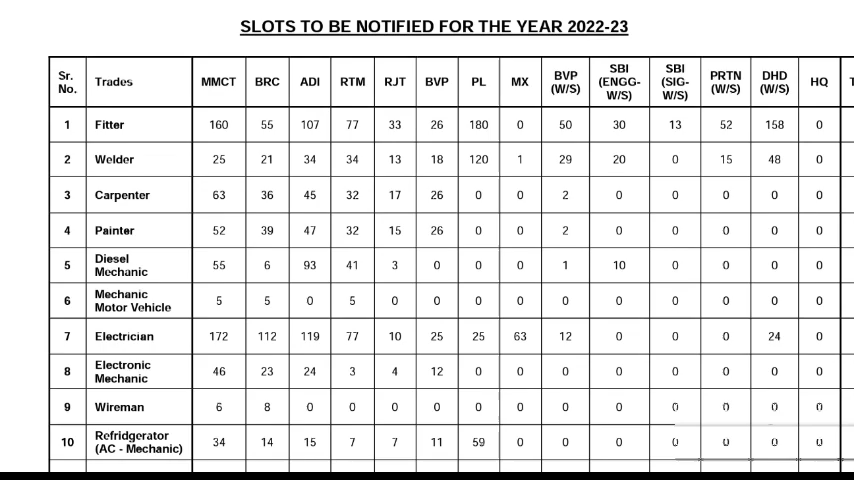 SLOTS TO BE NOTIFIED FOR THE YEAR 2022-23
Sr. No. Trades MMCT BRC ADI RTM RJT BVP PL MX BVP (W/S) SBI (ENGG-W/S) SBI (SIG-W/S) PRTN (W/S) DHD (W/S) HQ
1 Fitter 160 55 107 77 33 26 180 0 50 30 13 52 158 0
2 Welder 25 21 34 34 13 18 120 1 29 20 0 15 48 0
3 Carpenter 63 36 45 32 17 26 0 0 2 0 0 0 0 0
4 Painter 52 39 47 32 15 26 0 0 2 0 0 0 0 0
5 Diesel Mechanic 55 6 93 41 3 0 0 0 1 10 0 0 0 0
6 Mechanic Motor Vehicle 5 5 0 5 0 0 0 0 0 0 0 0 0 0
7 Electrician 172 112 119 77 10 25 25 63 12 0 0 0 24 0
8 Electronic Mechanic 46 23 24 3 4 12 0 0 0 0 0 0 0 0
9 Wireman 6 8 0 0 0 0 0 0 0 0 0 0 0 0
10 Refridgerator (AC - Mechanic) 34 14 15 7 7 11 59 0 0 0 0 0 0 0